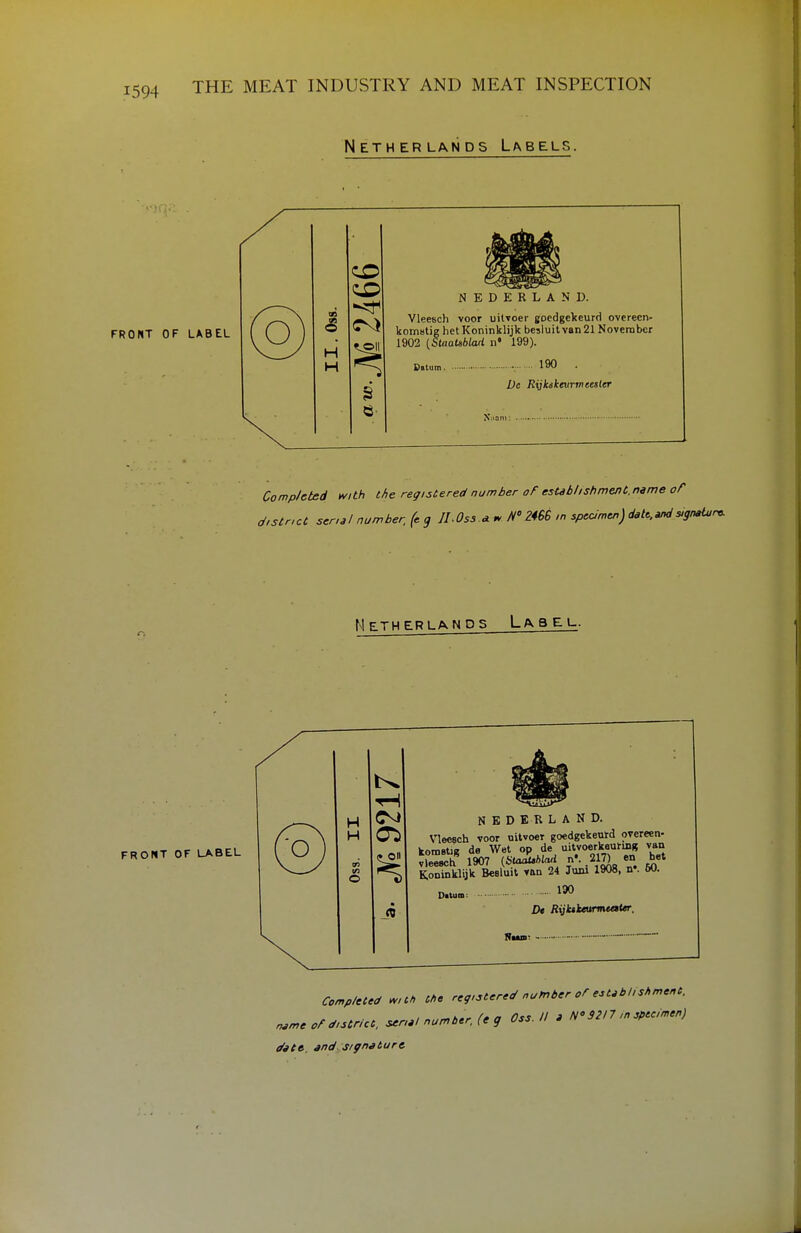 1594 THE MEAT INDUSTRY AND MEAT INSPECTION
NETHERLANDS LABELS.
FRONT OF LABEL
II. Oss.
a w. No 2466
NEDERLAND.
Vleesch voor uitvoer goedgekeurd overeen-
komstig het Koninklijk besluit van 21 November
1902 (Staatsblad n° 199).
Datum. 190 .
De Rijkskeurmeester
Naam:
Completed with the registered number of establishment, name of
district serial number, (e g II. Oss a w N° 2466 in specimen) date, and signature.
NETHERLANDS LABEL.
FRONT OF LABEL
Oss. II
a. No 9217
NEDERLAND.
Vleesch voor uitvoer goedgekeurd overeen-
komstig de Wet op de uitvoerkeuring van
vleesch 1907 (Staatsblad n°. 217) en het
Koninklijk Besluit van 24 Juni 1908, n°. 50.
Datum: 190
De Rijkskeurmeester.
Naam:
Completed with the registered number of establishment,
name of district, serial number, (e g Oss. II a N° 9217 in specimen)
date and signature